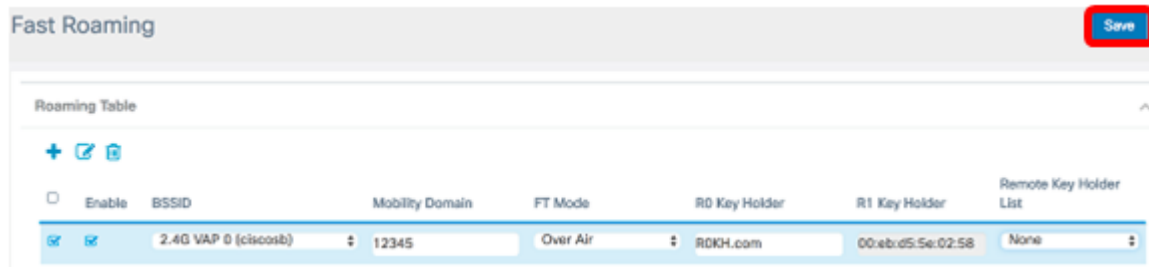 Fast Roaming
Save
Roaming Table
Enable BSSID Mobility Domain FT Mode R0 Key Holder R1 Key Holder Remote Key Holder
List
2.4G VAP 0 (ciscosb) 12345 Over Air R0KH.com 00:eb:d5:5e:02:58 None